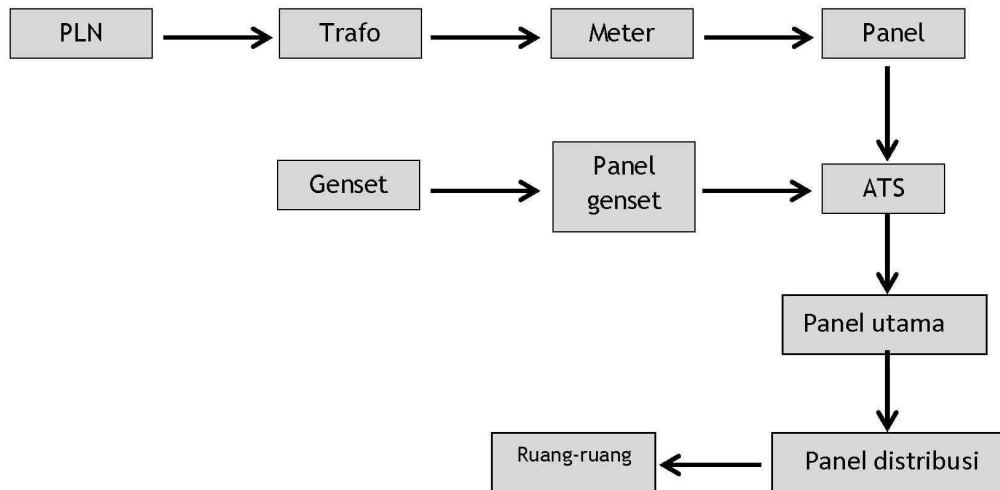 PLN
Trafo
Meter
Panel
Genset
Panel
genset
ATS
Panel utama
Ruang-ruang
Panel distribusi